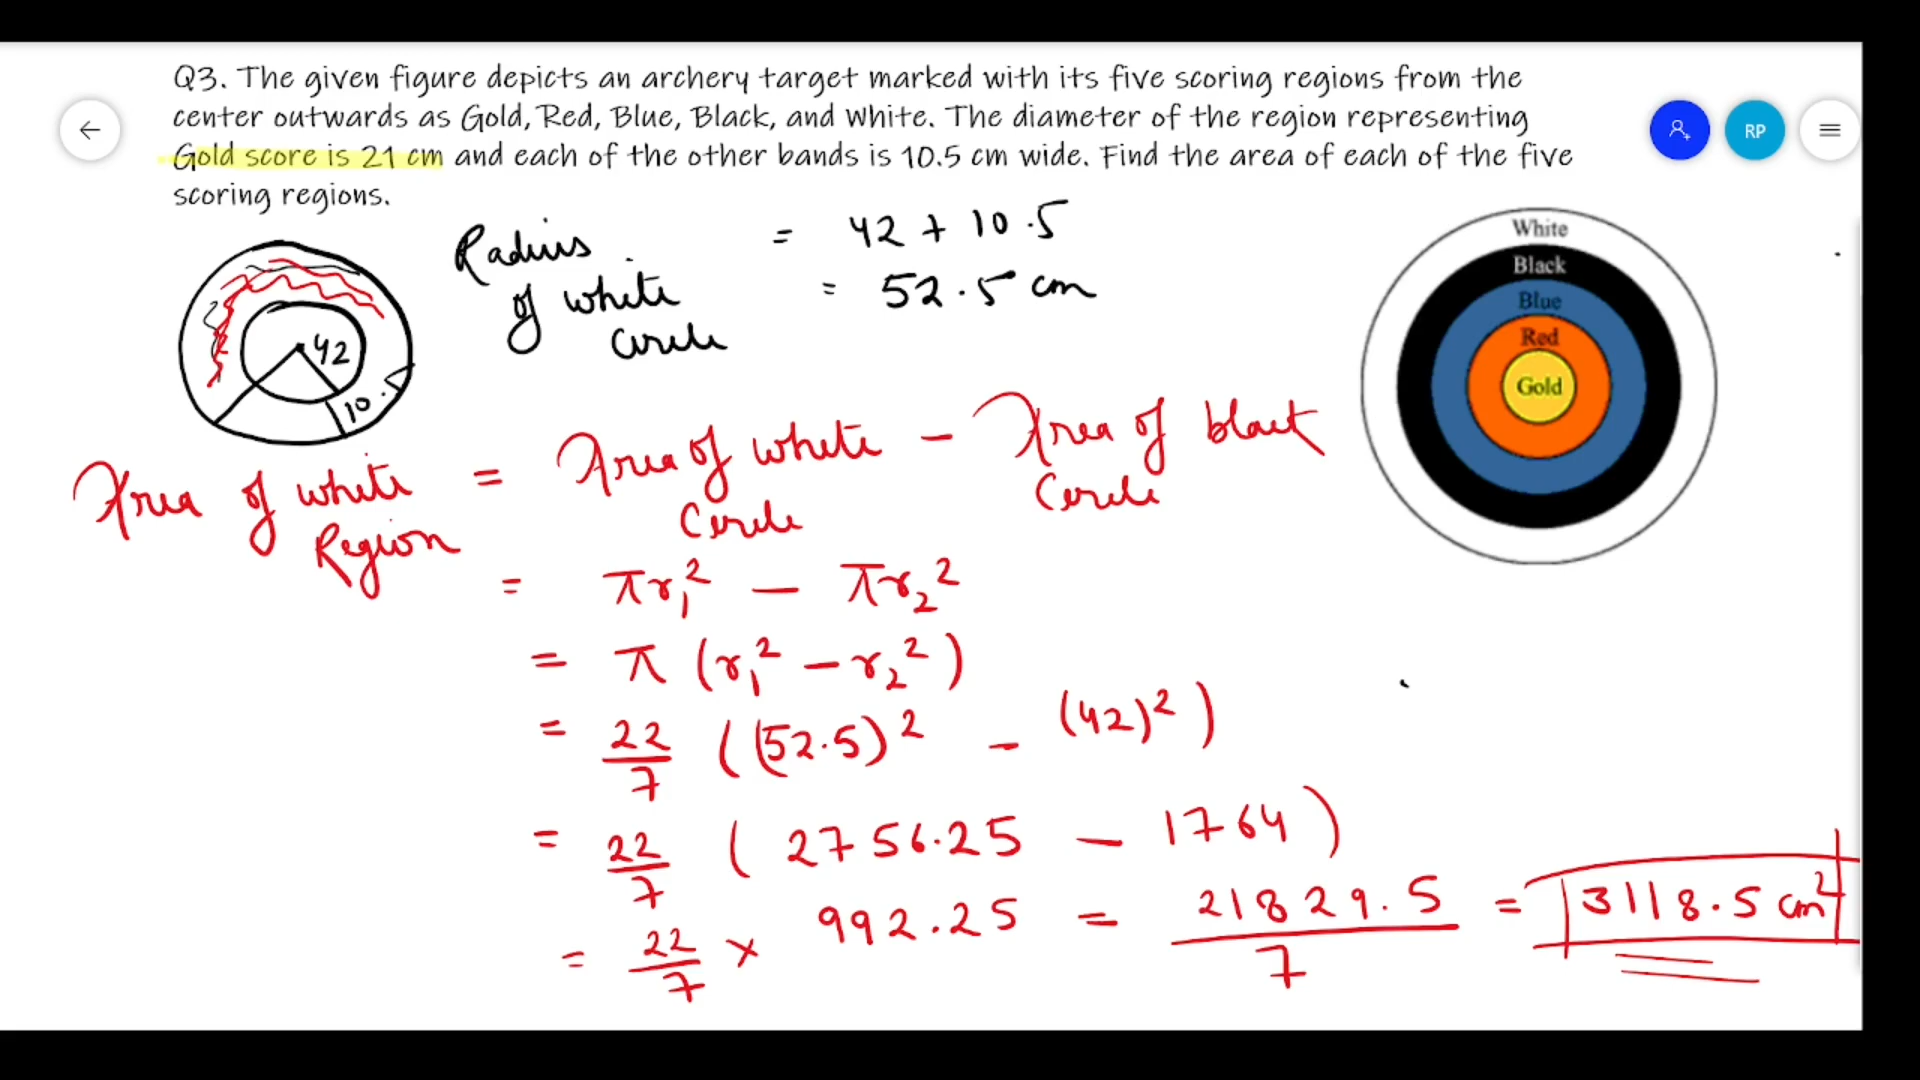 Q3. The given figure depicts an archery target marked with its five scoring regions from the
center outwards as Gold, Red, Blue, Black, and White. The diameter of the region representing
Gold score is 21 cm and each of the other bands is 10.5 cm wide. Find the area of each of the five
scoring regions.
RP
Radius of white circle = 42 + 10.5
= 52.5 cm
42
10.5
White
Black
Blue
Red
Gold
Area of white Region = Area of white Circle − Area of black Circle
= πr₁² − πr₂²
= π (r₁² − r₂²)
= 22/7 ((52.5)² − (42)²)
= 22/7 (2756.25 − 1764)
= 22/7 × 992.25 = 21829.5/7 = 3118.5 cm²